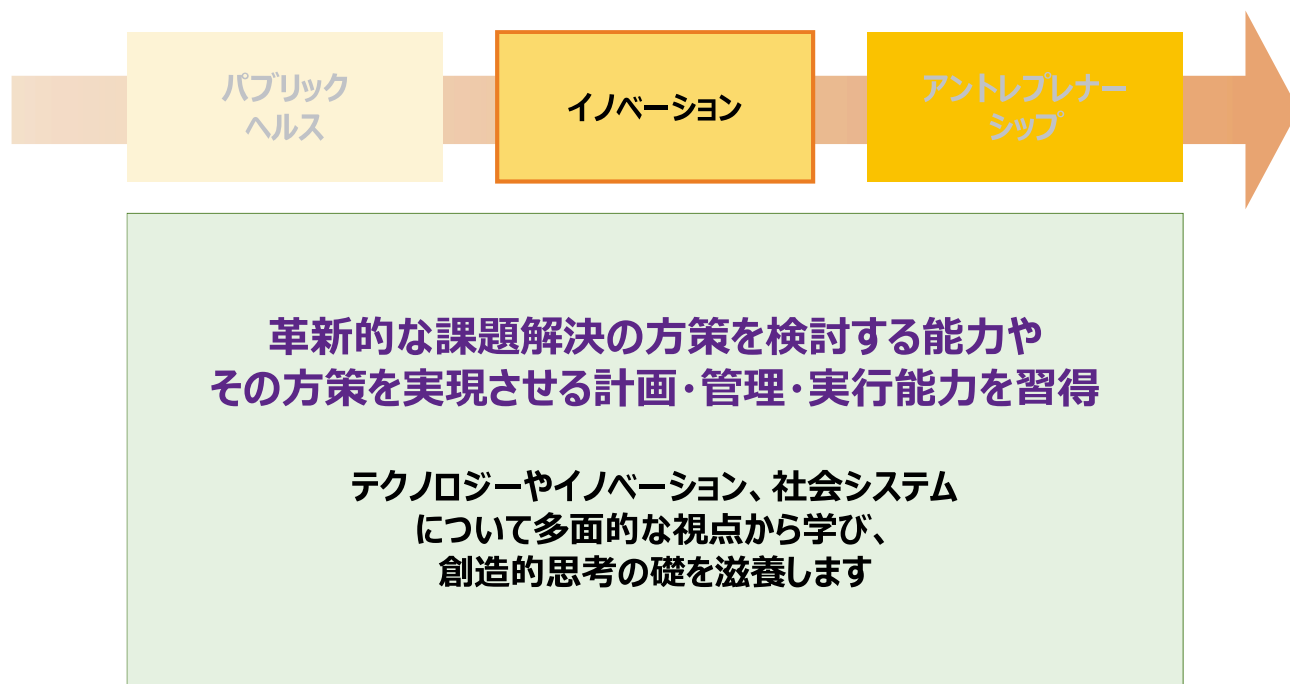 パブリック
ヘルス
イノベーション
アントレプレナー
シップ
革新的な課題解決の方策を検討する能力や
その方策を実現させる計画・管理・実行能力を習得
テクノロジーやイノベーション、社会システム
について多面的な視点から学び、
創造的思考の礎を滋養します